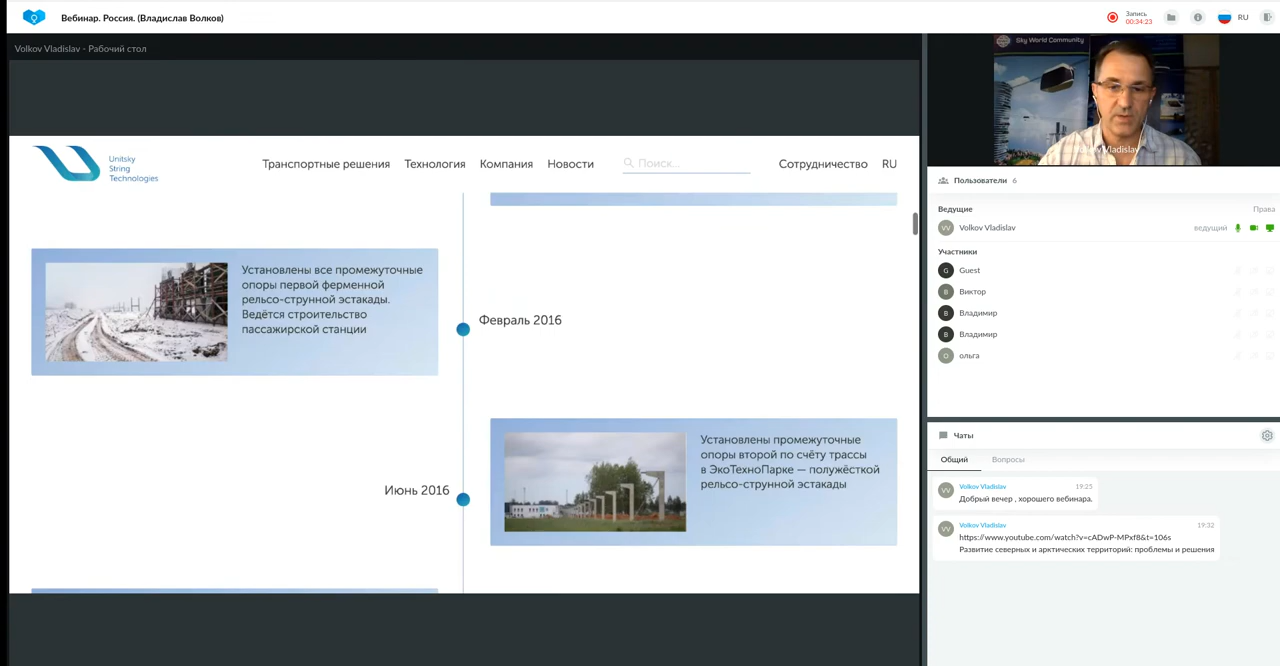 Вебинар. Россия. (Владислав Волков)
Запись
00:34:23
RU
Volkov Vladislav - Рабочий стол
Unitsky
String
Technologies
Транспортные решения Технология Компания Новости Поиск... Сотрудничество RU
Установлены все промежуточные
опоры первой ферменной
рельсо-струнной эстакады.
Ведётся строительство
пассажирской станции
Февраль 2016
Июнь 2016
Установлены промежуточные
опоры второй по счёту трассы
в ЭкоТехноПарке — полужёсткой
рельсо-струнной эстакады
Sky World Community
Volkov Vladislav
Пользователи 6
Ведущие Права
VV Volkov Vladislav ведущий
Участники
G Guest
В Виктор
В Владимир
В Владимир
О ольга
Чаты
Общий Вопросы
VV Volkov Vladislav 19:25
Добрый вечер , хорошего вебинара.
VV Volkov Vladislav 19:32
https://www.youtube.com/watch?v=cADwP-MPxf8&t=106s
Развитие северных и арктических территорий: проблемы и решения